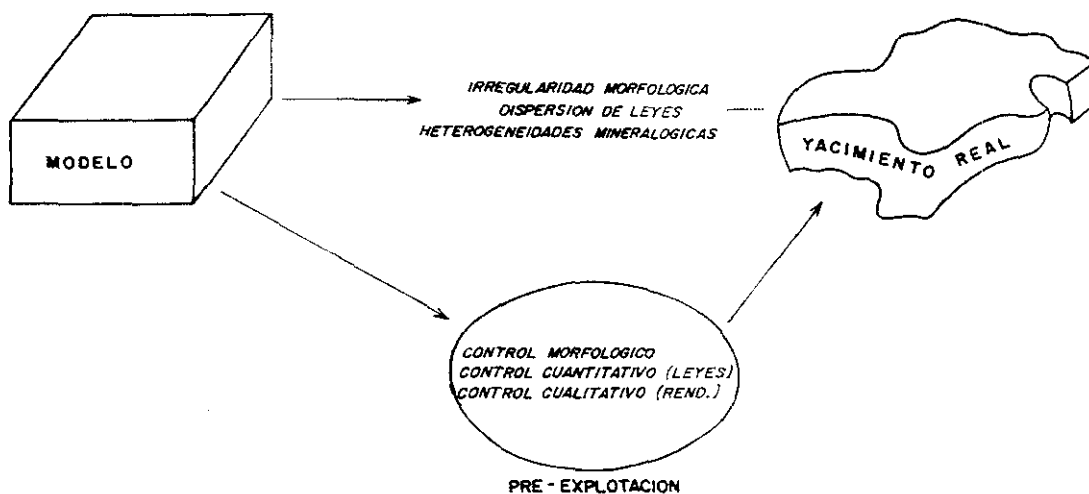 IRREGULARIDAD MORFOLOGICA
DISPERSION DE LEYES
HETEROGENEIDADES MINERALOGICAS
MODELO
YACIMIENTO REAL
CONTROL MORFOLOGICO
CONTROL CUANTITATIVO (LEYES)
CONTROL CUALITATIVO (REND.)
PRE-EXPLOTACION